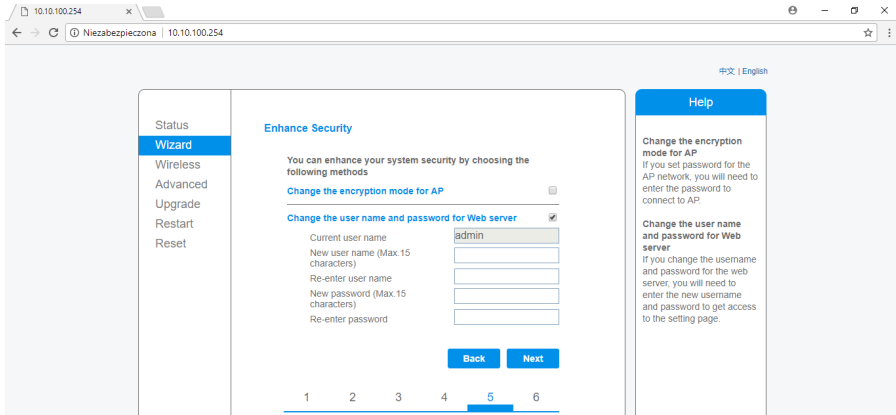 10.10.100.254
Niezabezpieczona | 10.10.100.254
中文 | English
Status
Wizard
Wireless
Advanced
Upgrade
Restart
Reset
Enhance Security
You can enhance your system security by choosing the
following methods
Change the encryption mode for AP
Change the user name and password for Web server
Current user name
admin
New user name (Max.15
characters)
Re-enter user name
New password (Max.15
characters)
Re-enter password
Back
Next
1 2 3 4 5 6
Help
Change the encryption
mode for AP
If you set password for the
AP network, you will need to
enter the password to
connect to AP.
Change the user name
and password for Web
server
If you change the username
and password for the web
server, you will need to
enter the new username
and password to get access
to the setting page.